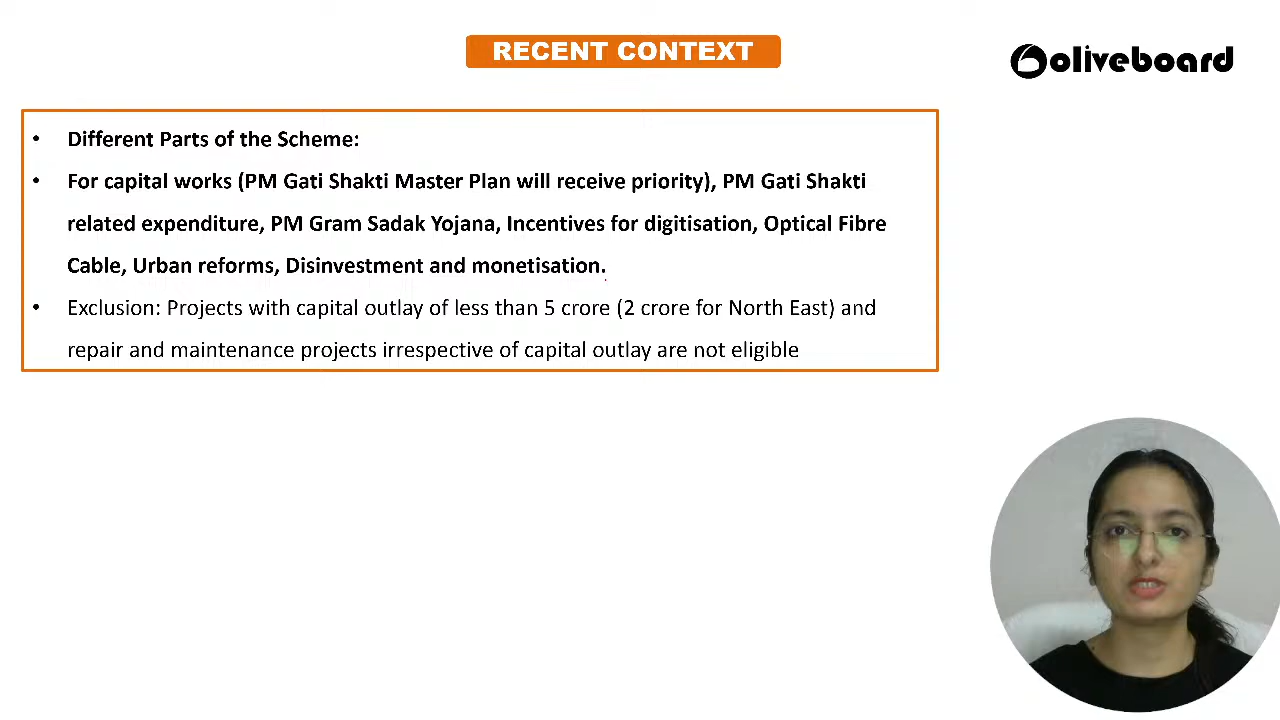 RECENT CONTEXT
oliveboard
• Different Parts of the Scheme:
• For capital works (PM Gati Shakti Master Plan will receive priority), PM Gati Shakti
related expenditure, PM Gram Sadak Yojana, Incentives for digitisation, Optical Fibre
Cable, Urban reforms, Disinvestment and monetisation.
• Exclusion: Projects with capital outlay of less than 5 crore (2 crore for North East) and
repair and maintenance projects irrespective of capital outlay are not eligible